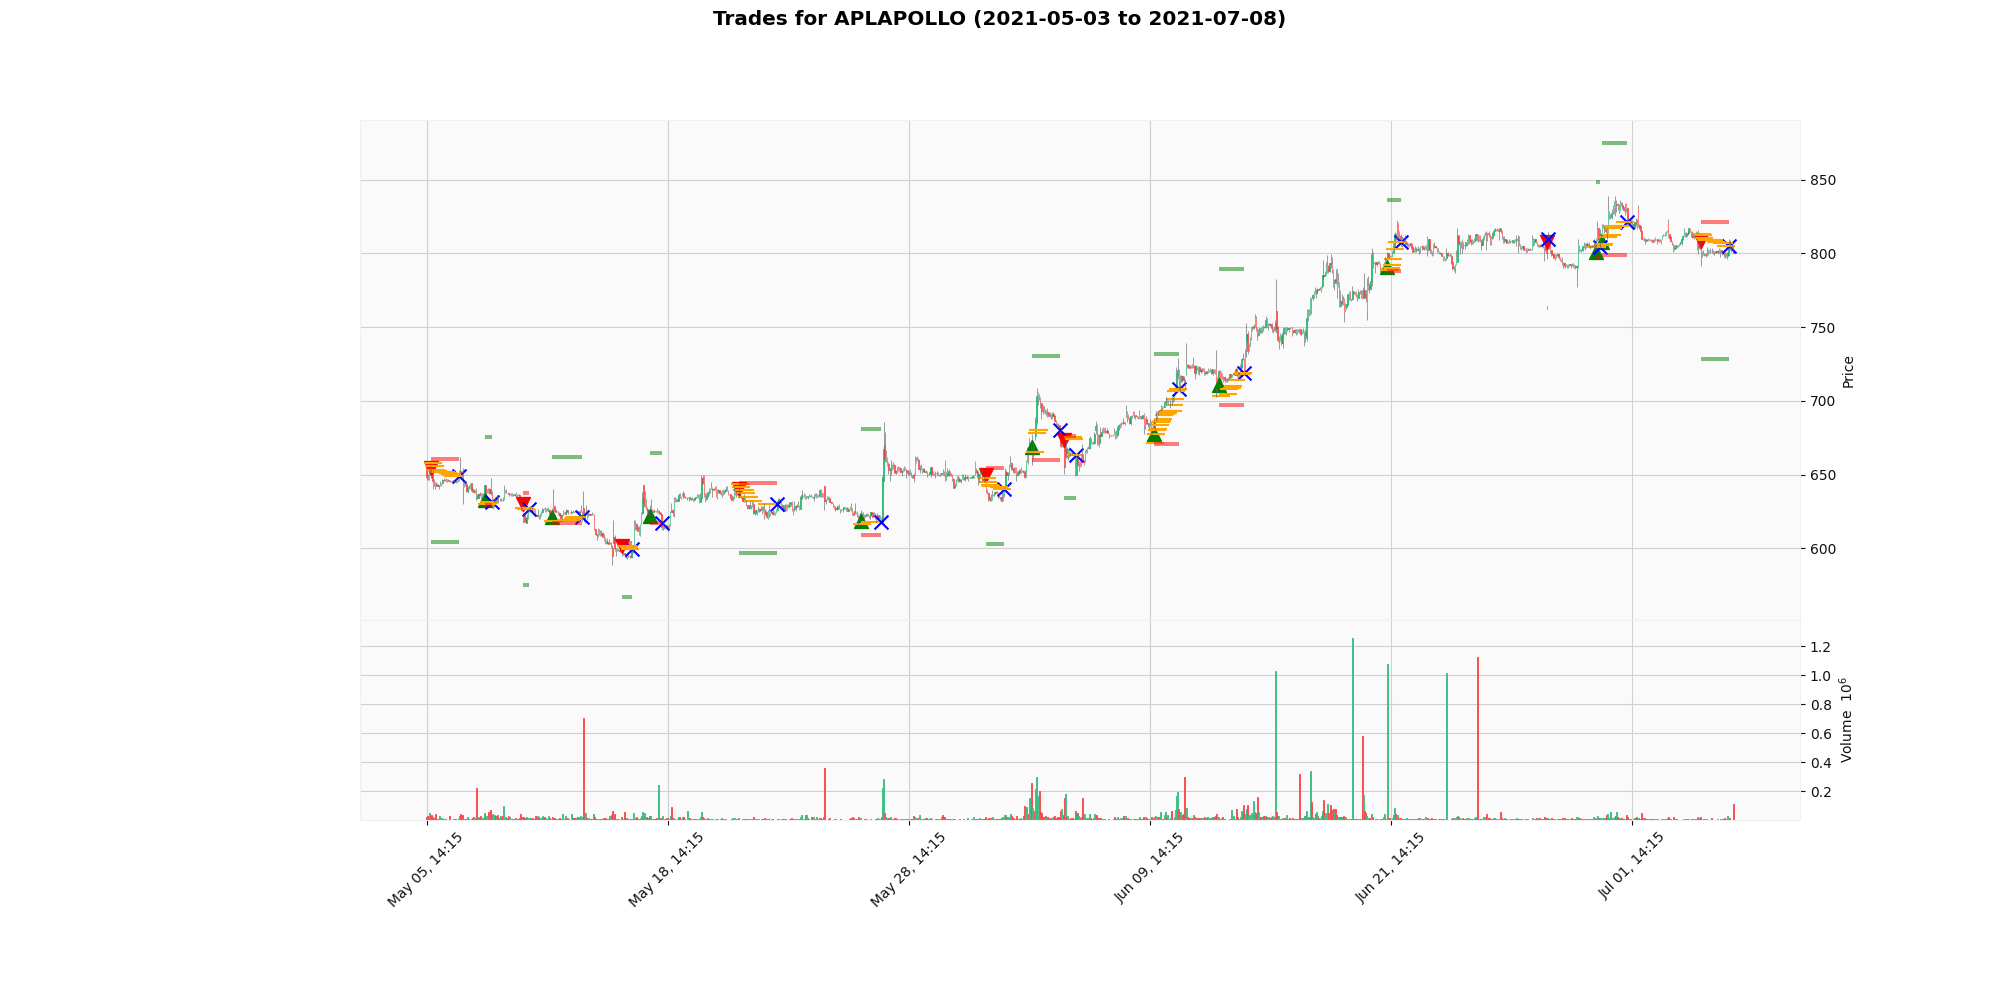 Trades for APLAPOLLO (2021-05-03 to 2021-07-08)
850
800
750
700
650
600
Price
1.2
1.0
0.8
0.6
0.4
0.2
Volume 10^6
May 05, 14:15
May 18, 14:15
May 28, 14:15
Jun 09, 14:15
Jun 21, 14:15
Jul 01, 14:15